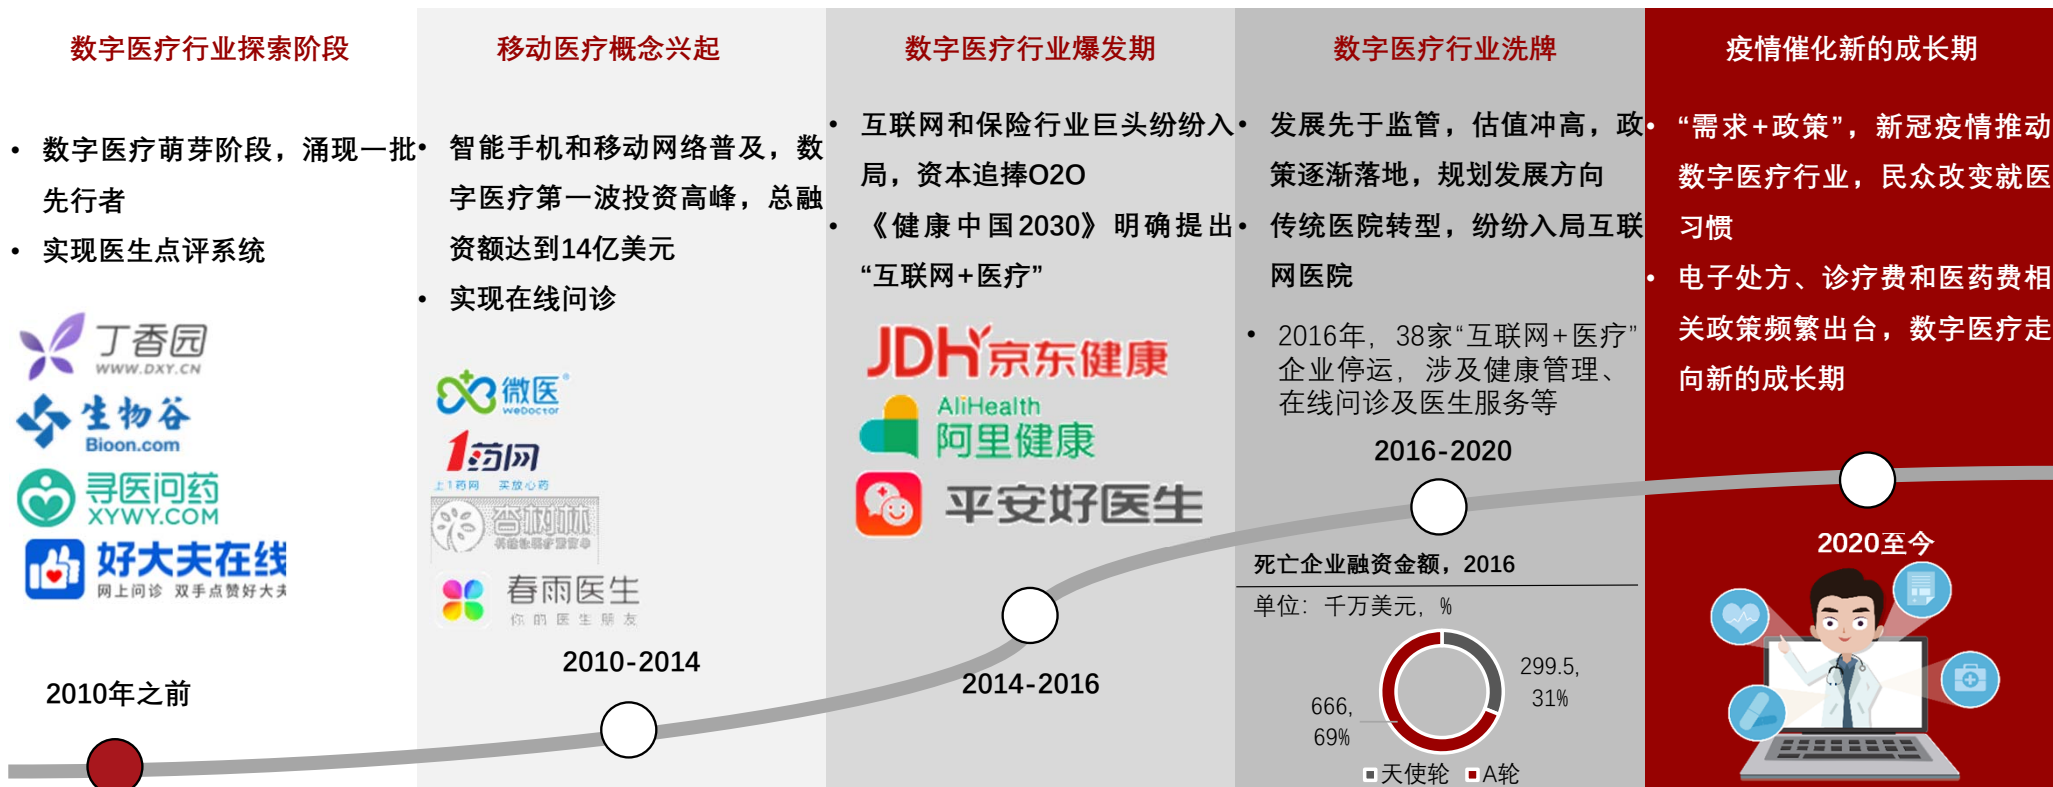 数字医疗行业探索阶段
• 数字医疗萌芽阶段，涌现一批
先行者
• 实现医生点评系统
丁香园
WWW.DXY.CN
生物谷
Bioon.com
寻医问药
XYWY.COM
好大夫在线
网上问诊 双手点赞好大夫
2010年之前
移动医疗概念兴起
• 智能手机和移动网络普及，数
字医疗第一波投资高峰，总融
资额达到14亿美元
• 实现在线问诊
微医
WeDoctor
1药网
上1药网 买放心药
杏树林
春雨医生
你的医生朋友
2010-2014
数字医疗行业爆发期
• 互联网和保险行业巨头纷纷入
局，资本追捧O2O
• 《健康中国2030》明确提出
“互联网+医疗”
JDH 京东健康
AliHealth
阿里健康
平安好医生
2014-2016
数字医疗行业洗牌
• 发展先于监管，估值冲高，政
策逐渐落地，规划发展方向
• 传统医院转型，纷纷入局互联
网医院
• 2016年，38家“互联网+医疗”
企业停运，涉及健康管理、
在线问诊及医生服务等
2016-2020
死亡企业融资金额，2016
单位：千万美元，%
299.5,
31%
666,
69%
天使轮 A轮
疫情催化新的成长期
• “需求+政策”，新冠疫情推动
数字医疗行业，民众改变就医
习惯
• 电子处方、诊疗费和医药费相
关政策频繁出台，数字医疗走
向新的成长期
2020至今